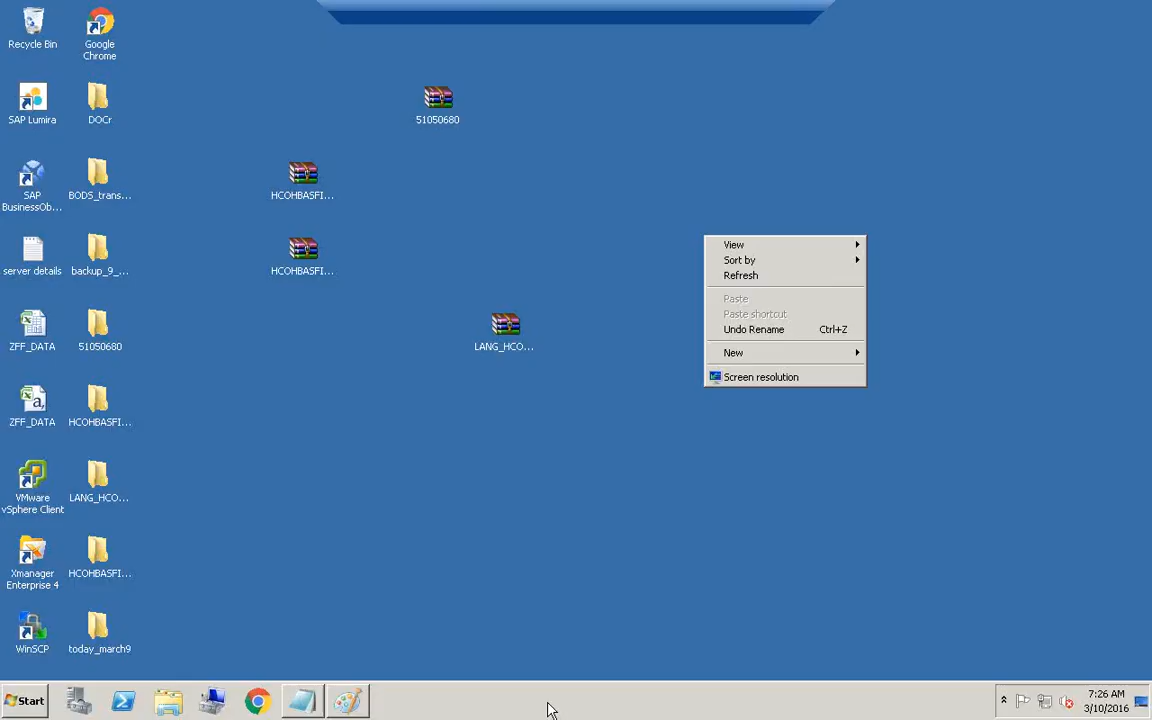 Recycle Bin
Google
Chrome
51050680
SAP Lumira
DOCr
SAP
BusinessOb...
BODS_trans...
HCOHBASFI...
View
Sort by
Refresh
Paste
Paste shortcut
Undo Rename Ctrl+Z
New
Screen resolution
server details
backup_9_...
HCOHBASFI...
ZFF_DATA
51050680
LANG_HCO...
ZFF_DATA
HCOHBASFI...
VMware
vSphere Client
LANG_HCO...
Xmanager
Enterprise 4
HCOHBASFI...
WinSCP
today_march9
Start
7:26 AM
3/10/2016